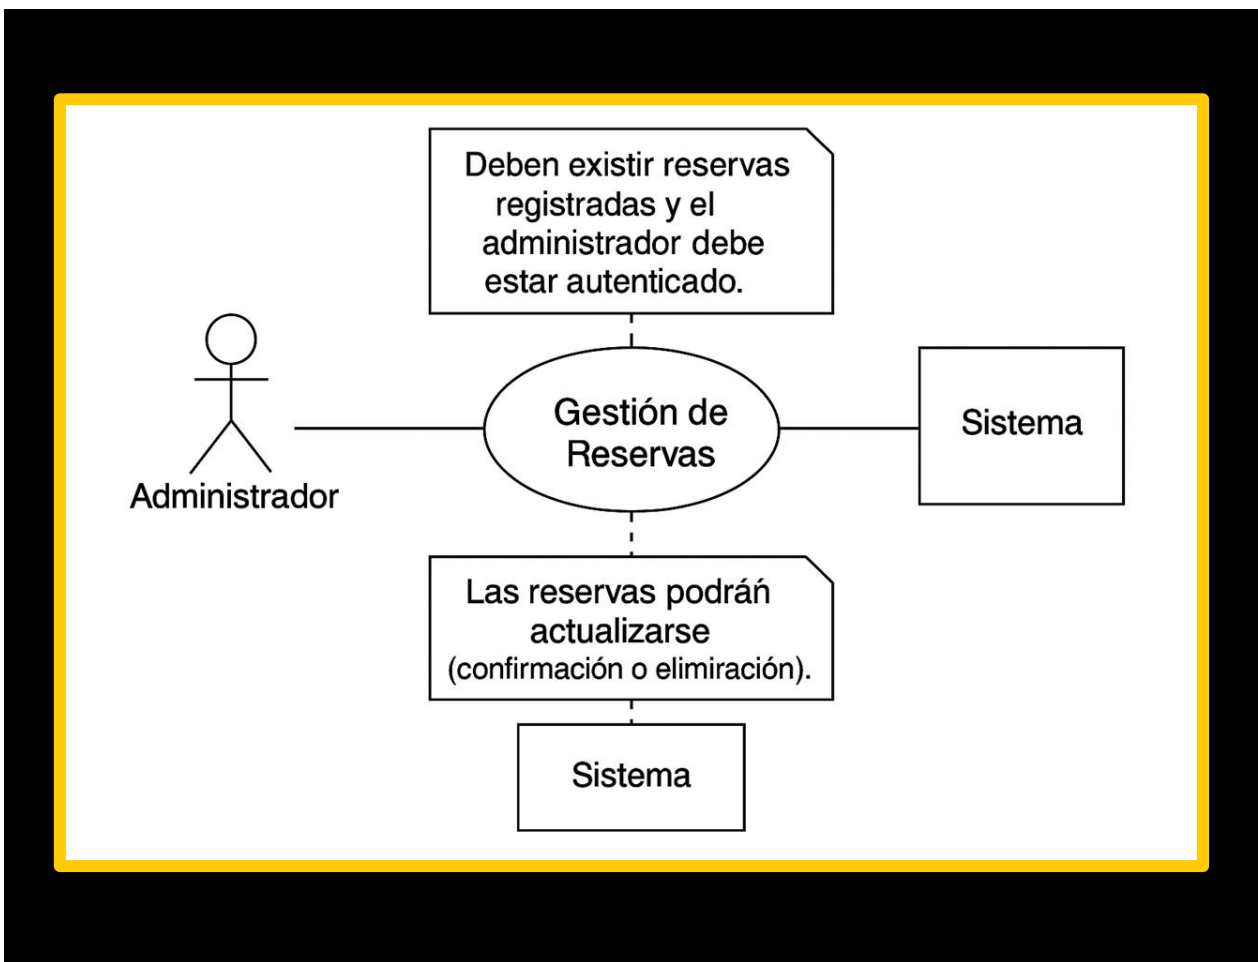 Deben existir reservas
registradas y el
administrador debe
estar autenticado.
Gestión de
Reservas
Sistema
Administrador
Las reservas podráń
actualizarse
(confirmación o elimiración).
Sistema